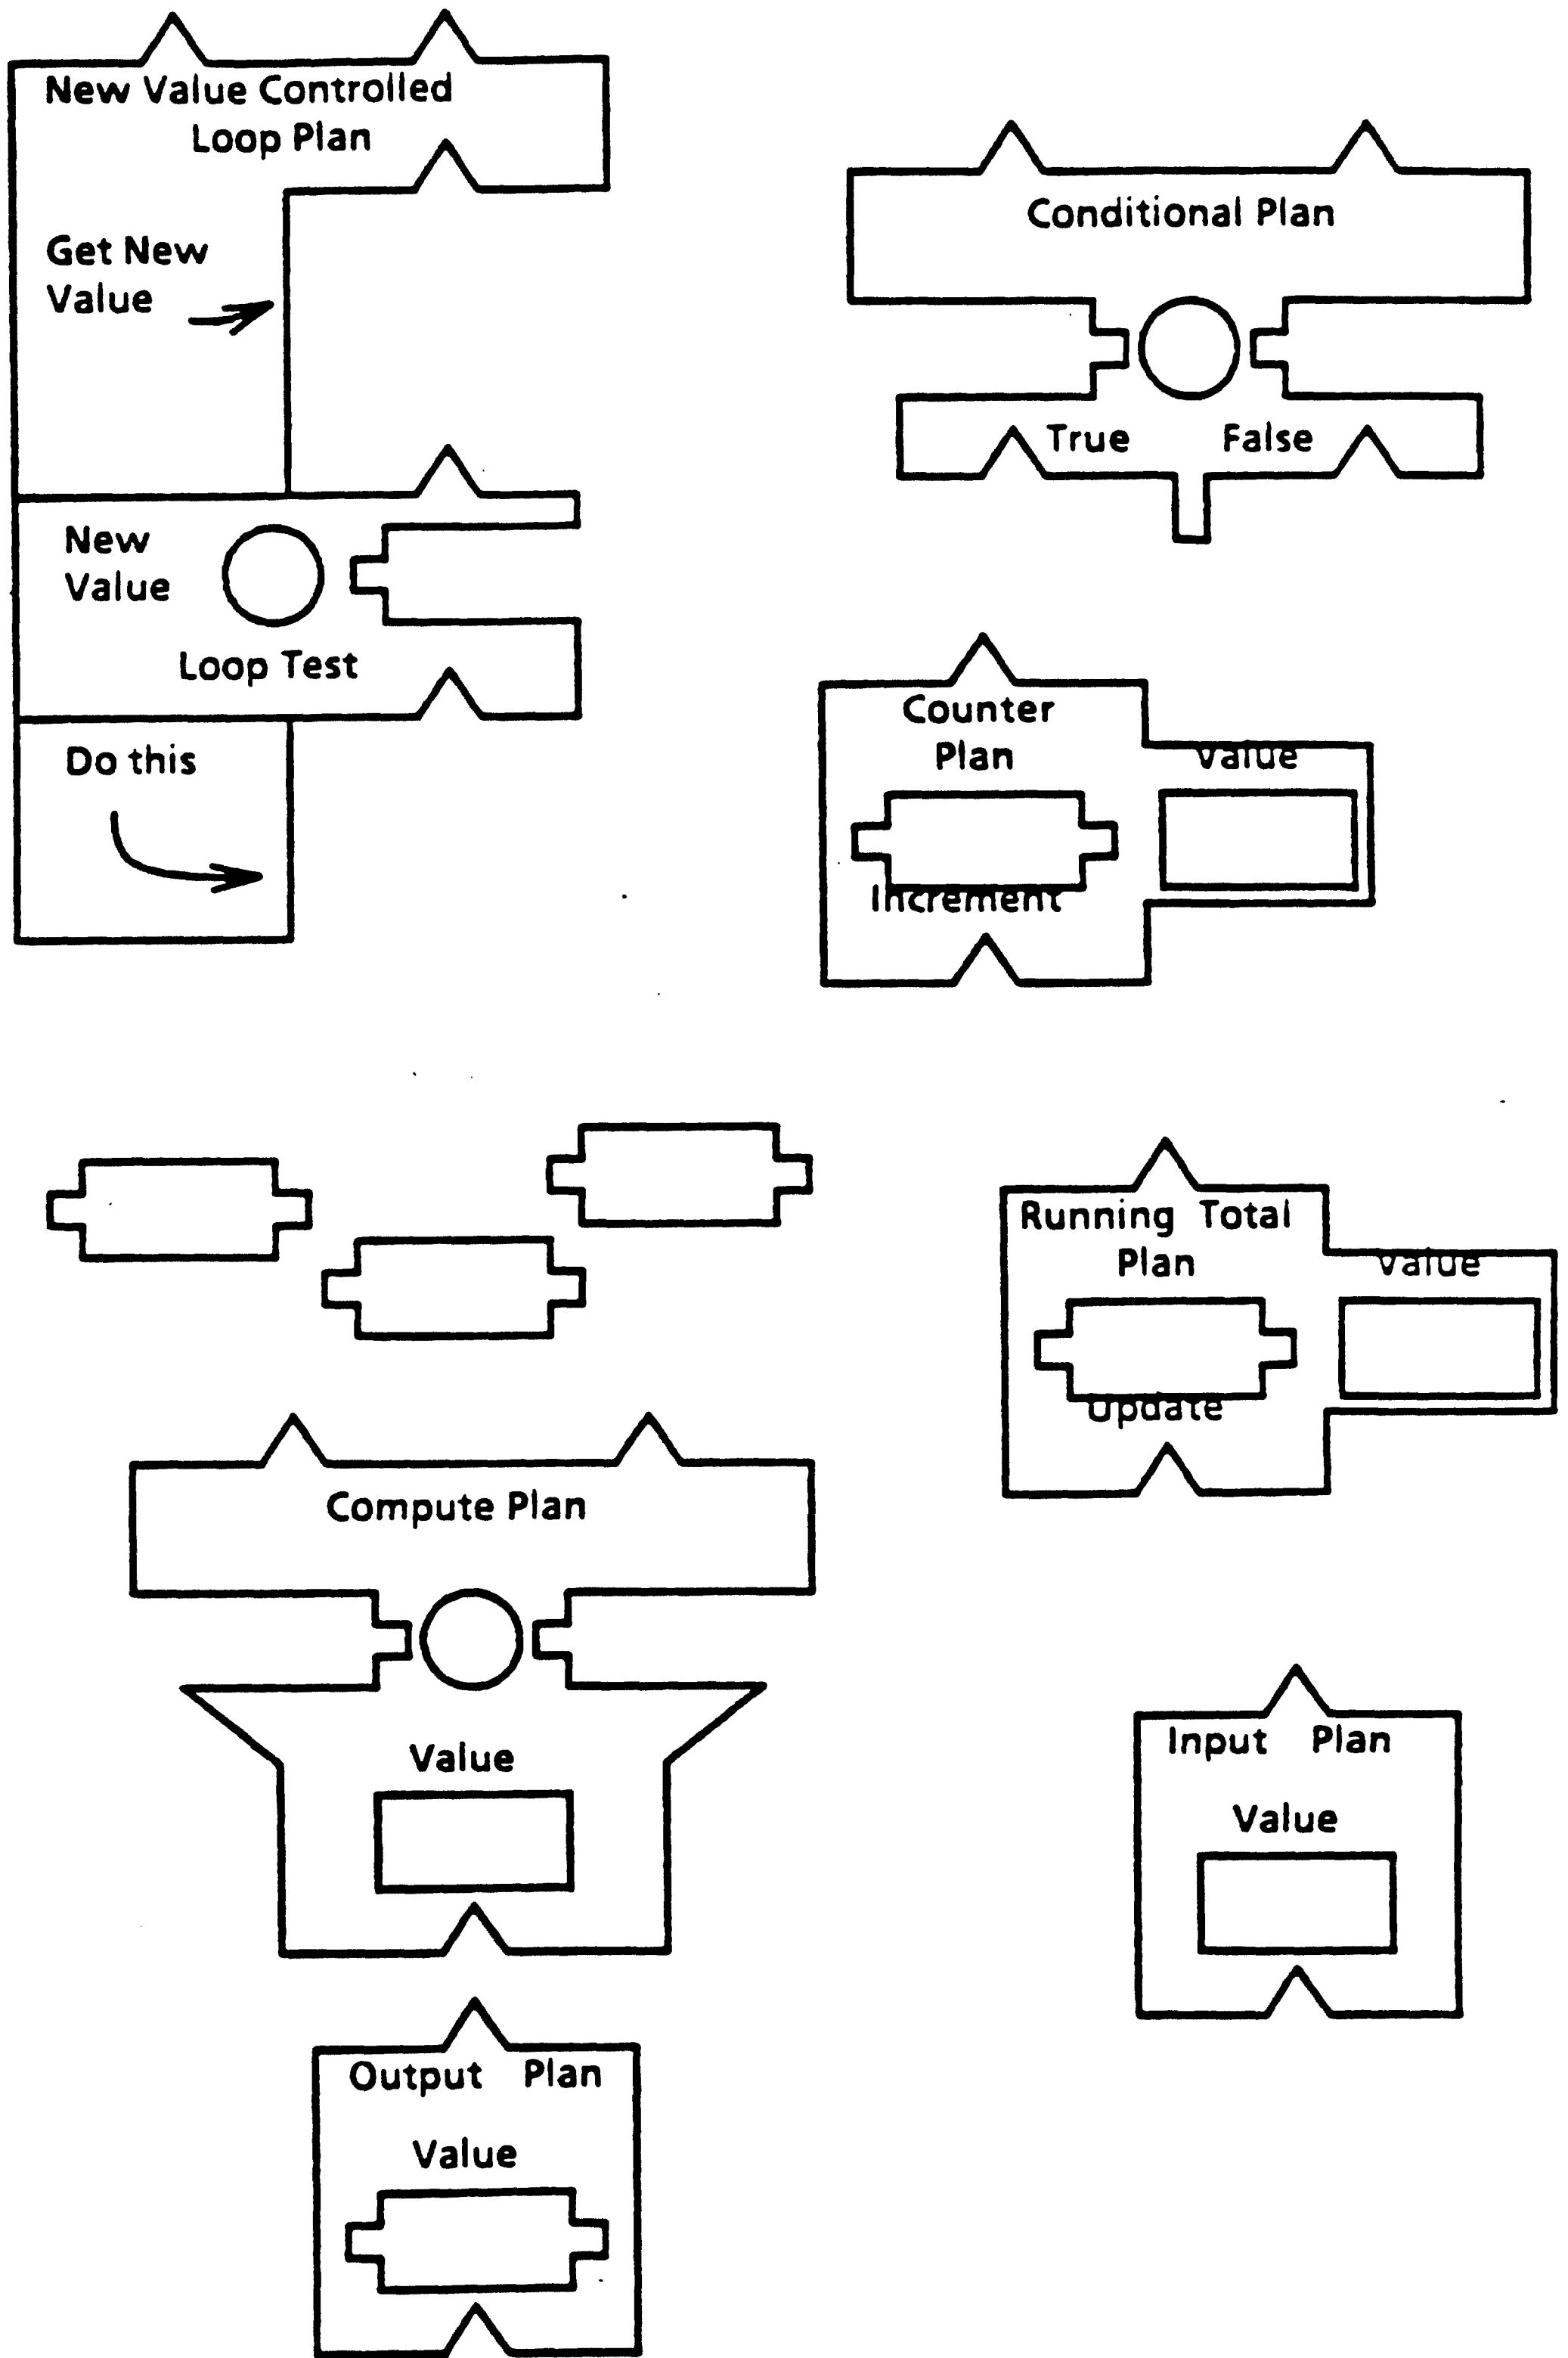 New Value Controlled
Loop Plan
Get New
Value
New
Value
Loop Test
Do this
Conditional Plan
True False
Counter
Plan
Value
Increment
Running Total
Plan
Value
Update
Compute Plan
Value
Input Plan
Value
Output Plan
Value